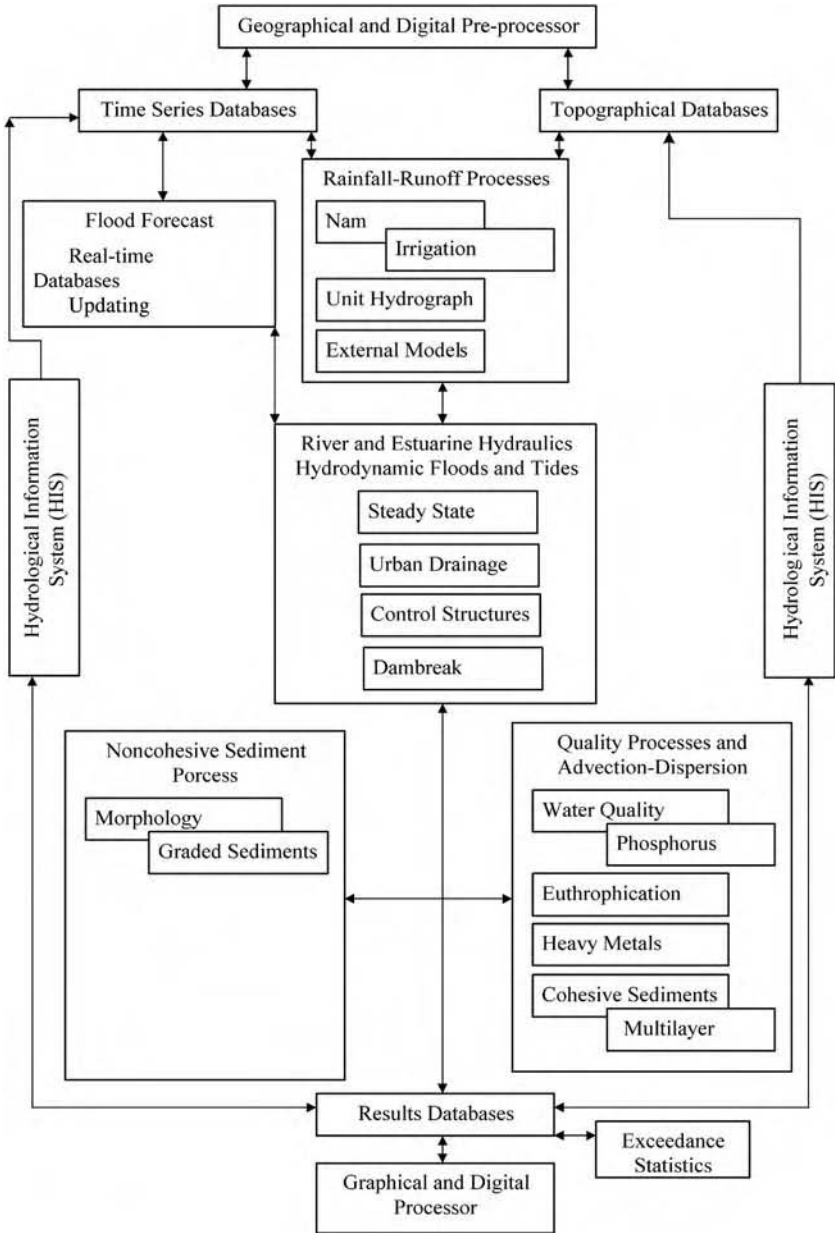 Geographical and Digital Pre-processor
Time Series Databases
Topographical Databases
Rainfall-Runoff Processes
Nam
Irrigation
Unit Hydrograph
External Models
Flood Forecast
Real-time
Databases
Updating
Hydrological Information
System (HIS)
River and Estuarine Hydraulics
Hydrodynamic Floods and Tides
Steady State
Urban Drainage
Control Structures
Dambreak
Hydrological Information
System (HIS)
Noncohesive Sediment
Porcess
Morphology
Graded Sediments
Quality Processes and
Advection-Dispersion
Water Quality
Phosphorus
Euthrophication
Heavy Metals
Cohesive Sediments
Multilayer
Results Databases
Exceedance
Statistics
Graphical and Digital
Processor